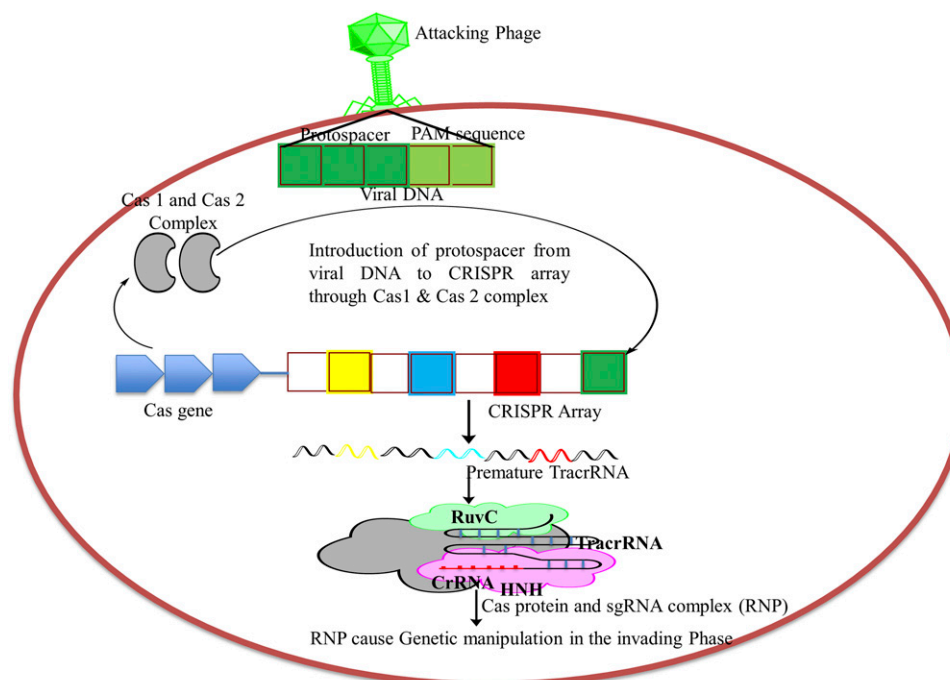 Attacking Phage
Protospacer
PAM sequence
Viral DNA
Cas 1 and Cas 2
Complex
Introduction of protospacer from
viral DNA to CRISPR array
through Cas1 & Cas 2 complex
Cas gene
CRISPR Array
Premature TracrRNA
RuvC
TracrRNA
CrRNA
HNH
Cas protein and sgRNA complex (RNP)
RNP cause Genetic manipulation in the invading Phase